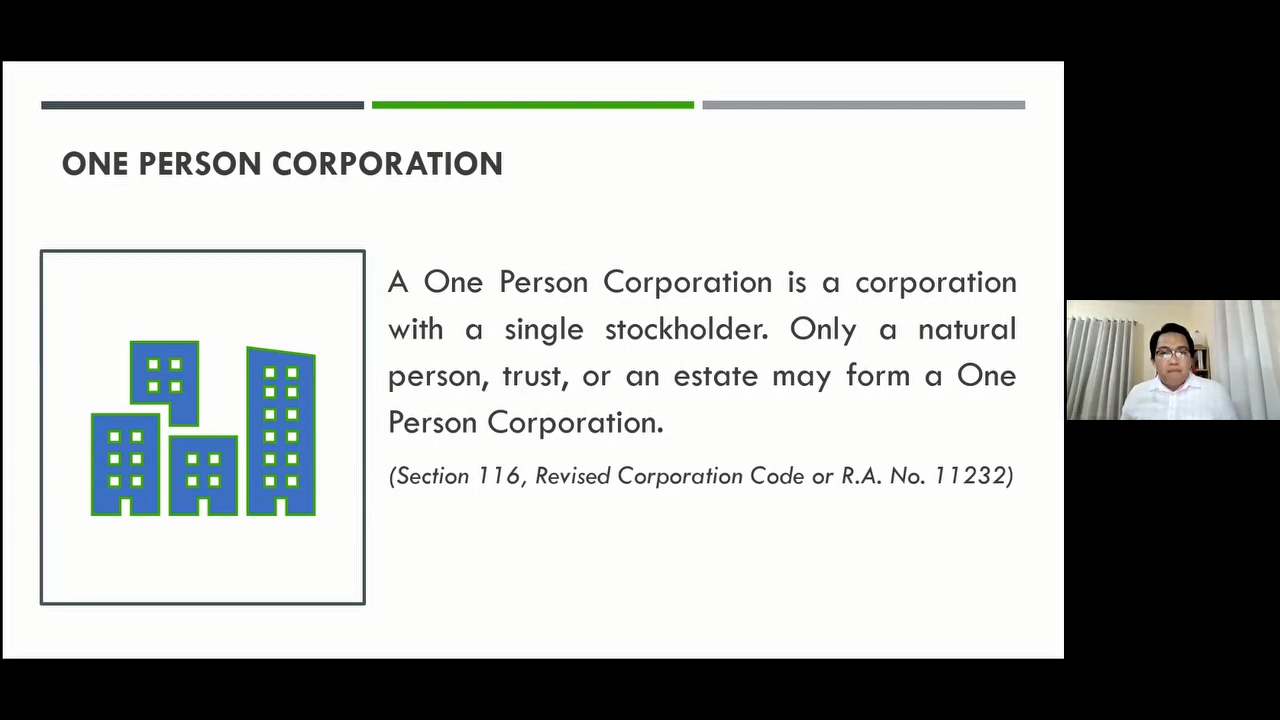 ONE PERSON CORPORATION
A One Person Corporation is a corporation
with a single stockholder. Only a natural
person, trust, or an estate may form a One
Person Corporation.
(Section 116, Revised Corporation Code or R.A. No. 11232)